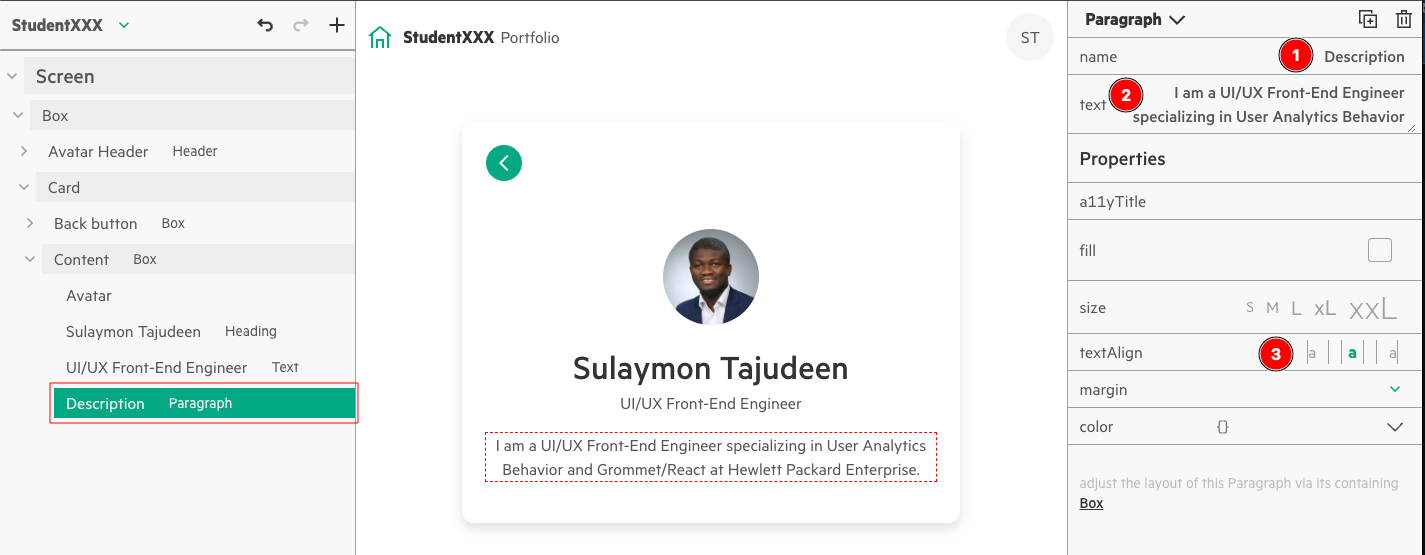 StudentXXX
Screen
Box
Avatar Header Header
Card
Back button Box
Content Box
Avatar
Sulaymon Tajudeen Heading
UI/UX Front-End Engineer Text
Description Paragraph
StudentXXX Portfolio
ST
Sulaymon Tajudeen
UI/UX Front-End Engineer
I am a UI/UX Front-End Engineer specializing in User Analytics
Behavior and Grommet/React at Hewlett Packard Enterprise.
Paragraph
name 1 Description
text 2 I am a UI/UX Front-End Engineer
specializing in User Analytics Behavior
Properties
a11yTitle
fill
size S M L xL XXL
textAlign 3 a a a
margin
color {}
adjust the layout of this Paragraph via its containing
Box